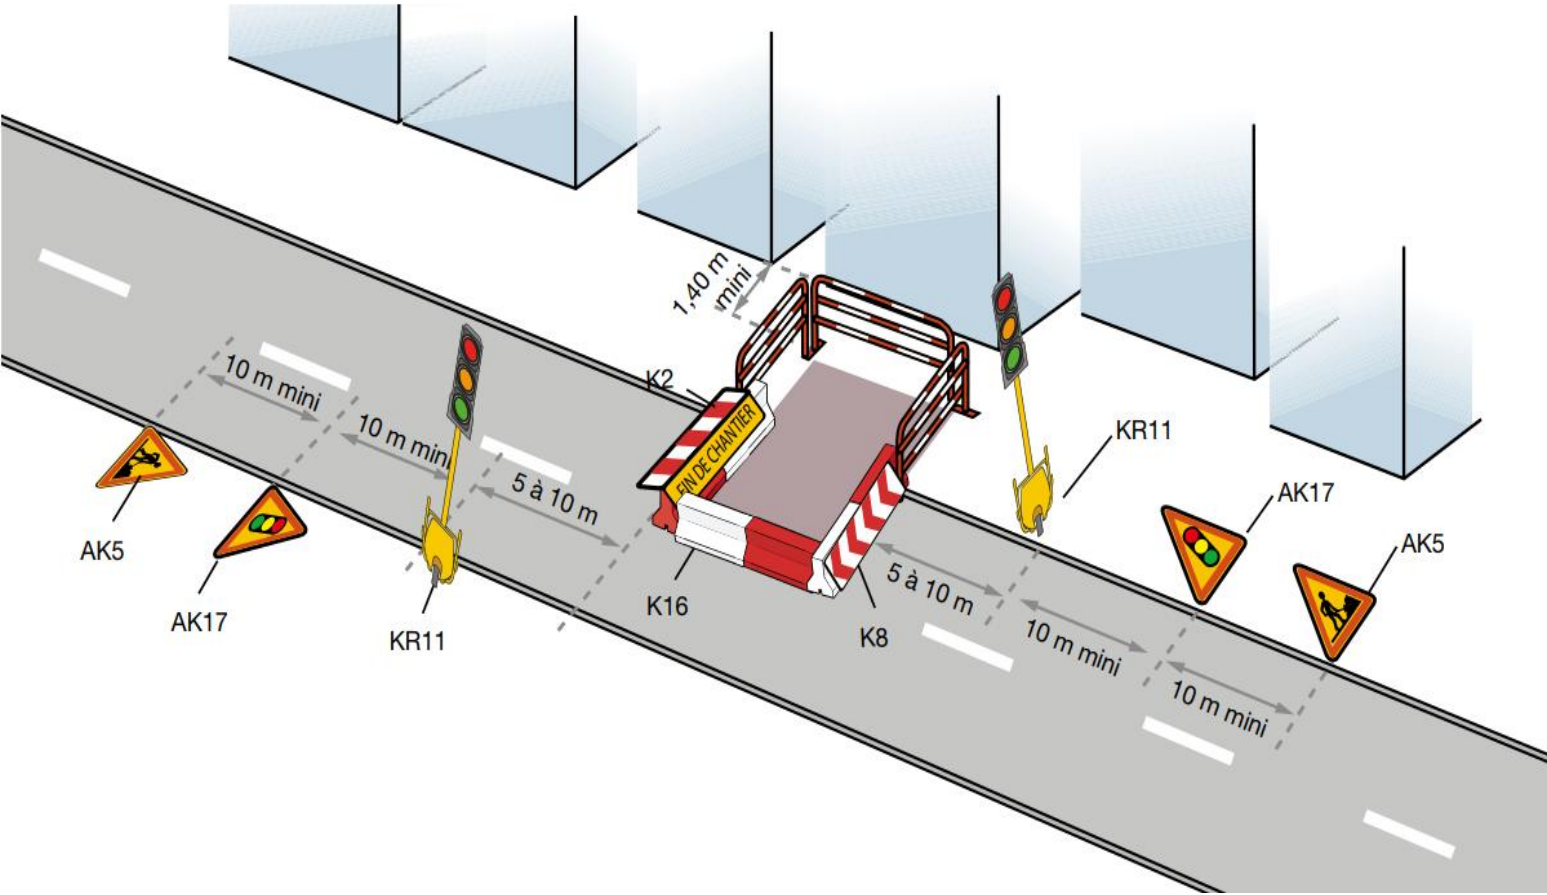 1,40 m
mini
K2
FIN DE CHANTIER
10 m mini
10 m mini
5 à 10 m
AK5
AK17
KR11
K16
K8
KR11
AK17
AK5
5 à 10 m
10 m mini
10 m mini